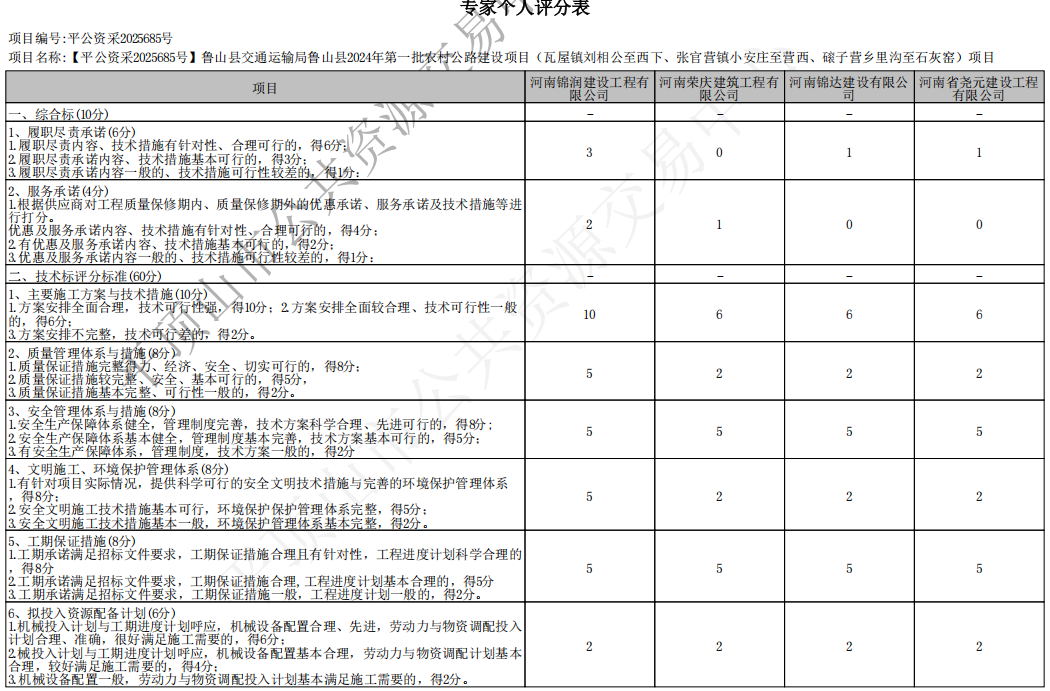 专家个人评分表
项目编号:平公资采2025685号
项目名称:【平公资采2025685号】鲁山县交通运输局鲁山县2024年第一批农村公路建设项目（瓦屋镇刘相公至西下、张官营镇小安庄至营西、磙子营乡里沟至石灰窑）项目
项目
河南锦润建设工程有
限公司
河南荣庆建筑工程有
限公司
河南锦达建设有限公
司
河南省尧元建设工程
有限公司
一、综合标(10分)
- - - -
1、履职尽责承诺(6分)
1.履职尽责内容、技术措施有针对性、合理可行的，得6分；
2.履职尽责承诺内容、技术措施基本可行的，得3分；
3.履职尽责承诺内容一般的、技术措施可行性较差的，得1分；
3 0 1 1
2、服务承诺(4分)
1.根据供应商对工程质量保修期内、质量保修期外的优惠承诺、服务承诺及技术措施等进
行打分。
优惠及服务承诺内容、技术措施有针对性、合理可行的，得4分；
2.有优惠及服务承诺内容、技术措施基本可行的，得2分；
3.优惠及服务承诺内容一般的、技术措施可行性较差的，得1分；
2 1 0 0
二、技术标评分标准(60分)
- - - -
1、主要施工方案与技术措施(10分)
1.方案安排全面合理，技术可行性强，得10分；2.方案安排全面较合理、技术可行性一般
的，得6分；
3.方案安排不完整，技术可行差的，得2分。
10 6 6 6
2、质量管理体系与措施(8分)
1.质量保证措施完整得力、经济、安全、切实可行的，得8分；
2.质量保证措施较完整、安全、基本可行的，得5分，
3.质量保证措施基本完整、可行性一般的，得2分。
5 2 2 2
3、安全管理体系与措施(8分)
1.安全生产保障体系健全，管理制度完善，技术方案科学合理、先进可行的，得8分；
2.安全生产保障体系基本健全，管理制度基本完善，技术方案基本可行的，得5分；
3.有安全生产保障体系，管理制度，技术方案一般的，得2分
5 5 5 5
4、文明施工、环境保护管理体系(8分)
1.有针对项目实际情况，提供科学可行的安全文明技术措施与完善的环境保护管理体系
，得8分；
2.安全文明施工技术措施基本可行，环境保护保护管理体系完整，得5分；
3.安全文明施工技术措施基本一般，环境保护管理体系基本完整，得2分。
5 2 2 2
5、工期保证措施(8分)
1.工期承诺满足招标文件要求，工期保证措施合理且有针对性，工程进度计划科学合理的
，得8分
2.工期承诺满足招标文件要求，工期保证措施合理,工程进度计划基本合理的，得5分
3.工期承诺满足招标文件要求，工期保证措施一般，工程进度计划一般的，得2分。
5 5 5 5
6、拟投入资源配备计划(6分)
1.机械投入计划与工期进度计划呼应，机械设备配置合理、先进，劳动力与物资调配投入
计划合理、准确，很好满足施工需要的，得6分；
2.械投入计划与工期进度计划呼应，机械设备配置基本合理，劳动力与物资调配计划基本
合理，较好满足施工需要的，得4分；
3.机械设备配置一般，劳动力与物资调配投入计划基本满足施工需要的，得2分。
2 2 2 2
平顶山市公共资源交易中
平顶山市公共资源交易中